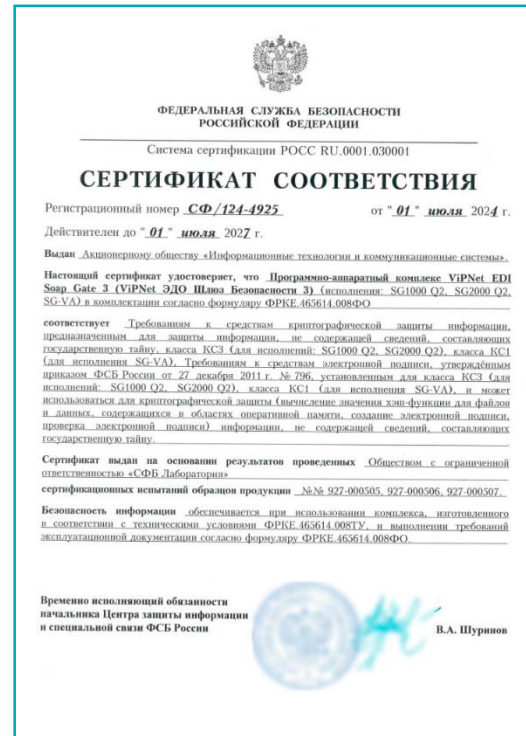 ФЕДЕРАЛЬНАЯ СЛУЖБА БЕЗОПАСНОСТИ
РОССИЙСКОЙ ФЕДЕРАЦИИ
Система сертификации РОСС RU.0001.030001
СЕРТИФИКАТ СООТВЕТСТВИЯ
Регистрационный номер СФ/124-4925 от "01" июля 2024 г.
Действителен до "01" июля 2027 г.
Выдан Акционерному обществу «Информационные технологии и коммуникационные системы».
Настоящий сертификат удостоверяет, что Программно-аппаратный комплекс ViPNet EDI
Soap Gate 3 (ViPNet ЭДО Шлюз Безопасности 3) (исполнения: SG1000 Q2, SG2000 Q2,
SG-VA) в комплектации согласно формуляру ФРКЕ.465614.008ФО
соответствует Требованиям к средствам криптографической защиты информации,
предназначенным для защиты информации, не содержащей сведений, составляющих
государственную тайну, класса КС3 (для исполнений: SG1000 Q2, SG2000 Q2), класса КС1
(для исполнения SG-VA), Требованиям к средствам электронной подписи, утверждённым
приказом ФСБ России от 27 декабря 2011 г. № 796, установленным для класса КС3 (для
исполнений: SG1000 Q2, SG2000 Q2) класса КС1 (для исполнения SG-VA), и может
использоваться для криптографической защиты (вычисление значения хэш-функции для файлов
и данных, содержащихся в областях оперативной памяти, создание электронной подписи,
проверка электронной подписи) информации, не содержащей сведений, составляющих
государственную тайну.
Сертификат выдан на основании результатов проведенных Обществом с ограниченной
ответственностью «СФБ Лаборатория»
сертификационных испытаний образцов продукции №№ 927-000505, 927-000506, 927-000507.
Безопасность информации обеспечивается при использовании комплекса, изготовленного
в соответствии с техническими условиями ФРКЕ.465614.008ТУ, и выполнении требований
эксплуатационной документации согласно формуляру ФРКЕ.465614.008ФО.
Временно исполняющий обязанности
начальника Центра защиты информации
и специальной связи ФСБ России
В.А. Шуринов